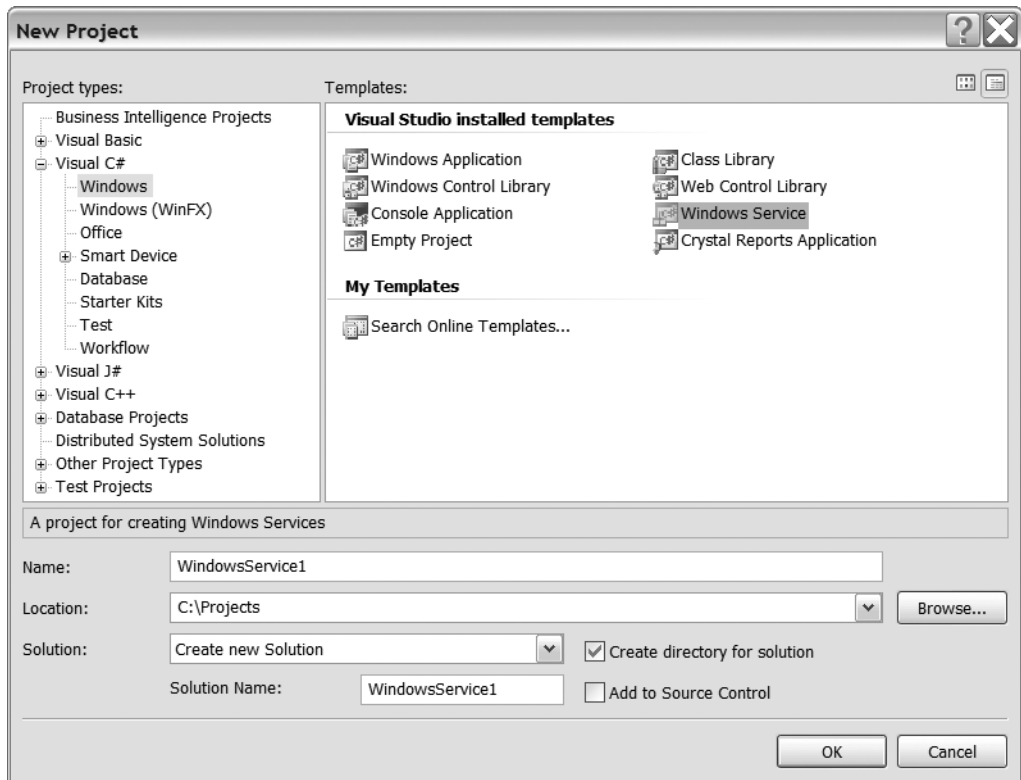 New Project
Project types:
Templates:
Business Intelligence Projects
Visual Basic
Visual C#
Windows
Windows (WinFX)
Office
Smart Device
Database
Starter Kits
Test
Workflow
Visual J#
Visual C++
Database Projects
Distributed System Solutions
Other Project Types
Test Projects
Visual Studio installed templates
Windows Application
Class Library
Windows Control Library
Web Control Library
Console Application
Windows Service
Empty Project
Crystal Reports Application
My Templates
Search Online Templates...
A project for creating Windows Services
Name:
WindowsService1
Location:
C:\Projects
Browse...
Solution:
Create new Solution
Create directory for solution
Solution Name:
WindowsService1
Add to Source Control
OK
Cancel